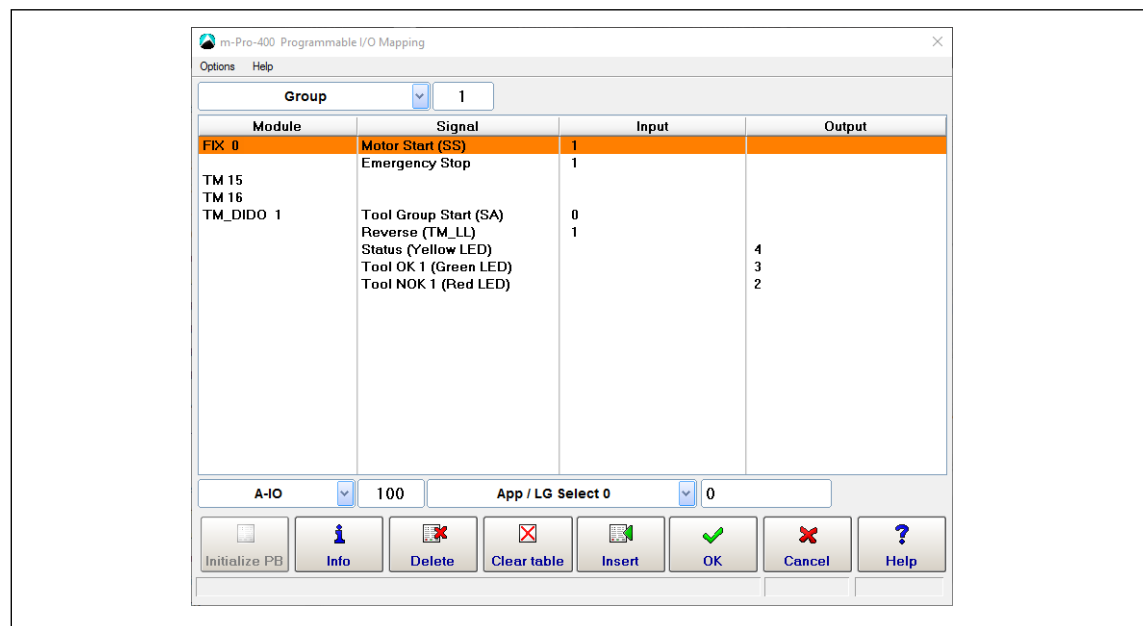 m-Pro-400 Programmable I/O Mapping
Options Help
Group 1
Module Signal Input Output
FIX 0 Motor Start (SS) 1
Emergency Stop 1
TM 15
TM 16
TM_DIDO 1 Tool Group Start (SA) 0
Reverse (TM_LL) 1
Status (Yellow LED) 4
Tool OK 1 (Green LED) 3
Tool NOK 1 (Red LED) 2
A-IO 100 App / LG Select 0 0
Initialize PB Info Delete Clear table Insert OK Cancel Help